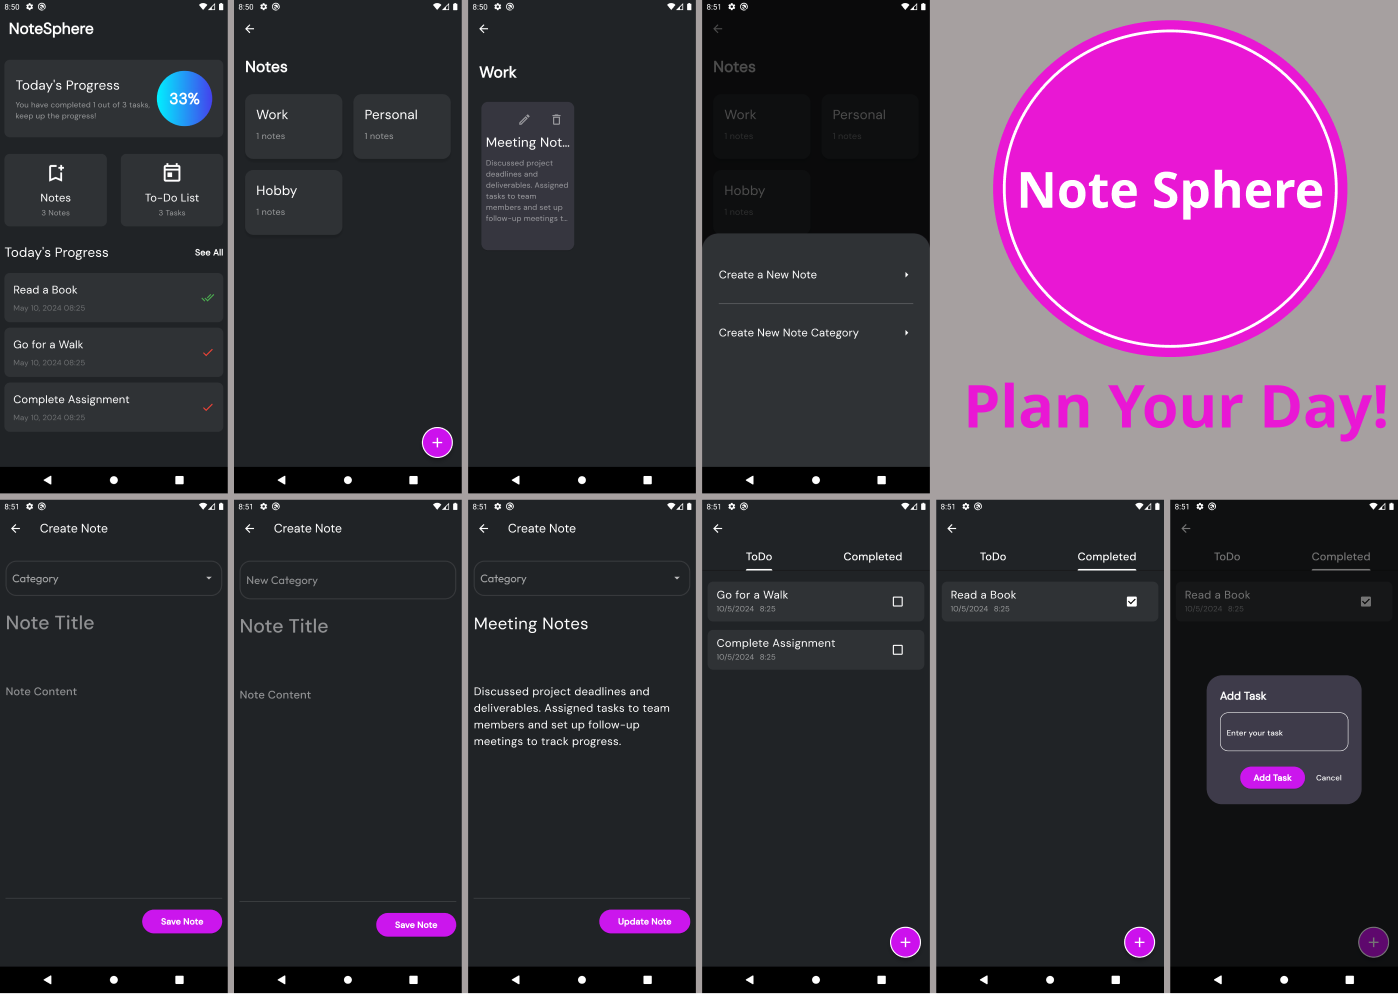 8:50
NoteSphere
Today's Progress
You have completed 1 out of 3 tasks,
keep up the progress!
33%
Notes
3 Notes
To-Do List
3 Tasks
Today's Progress
See All
Read a Book
May 10, 2024 08:25
Go for a Walk
May 10, 2024 08:25
Complete Assignment
May 10, 2024 08:25
8:50
Notes
Work
1 notes
Personal
1 notes
Hobby
1 notes
8:50
Work
Meeting Not...
Discussed project
deadlines and
deliverables. Assigned
tasks to team
members and set up
follow-up meetings t...
8:51
Notes
Work
1 notes
Personal
1 notes
Hobby
1 notes
Create a New Note
Create New Note Category
Note Sphere
Plan Your Day!
8:51
Create Note
Category
Note Title
Note Content
Save Note
8:51
Create Note
New Category
Note Title
Note Content
Save Note
8:51
Create Note
Category
Meeting Notes
Discussed project deadlines and
deliverables. Assigned tasks to team
members and set up follow-up
meetings to track progress.
Update Note
8:51
ToDo
Completed
Go for a Walk
10/5/2024 8:25
Complete Assignment
10/5/2024 8:25
8:51
ToDo
Completed
Read a Book
10/5/2024 8:25
8:51
ToDo
Completed
Read a Book
10/5/2024 8:25
Add Task
Enter your task
Add Task
Cancel